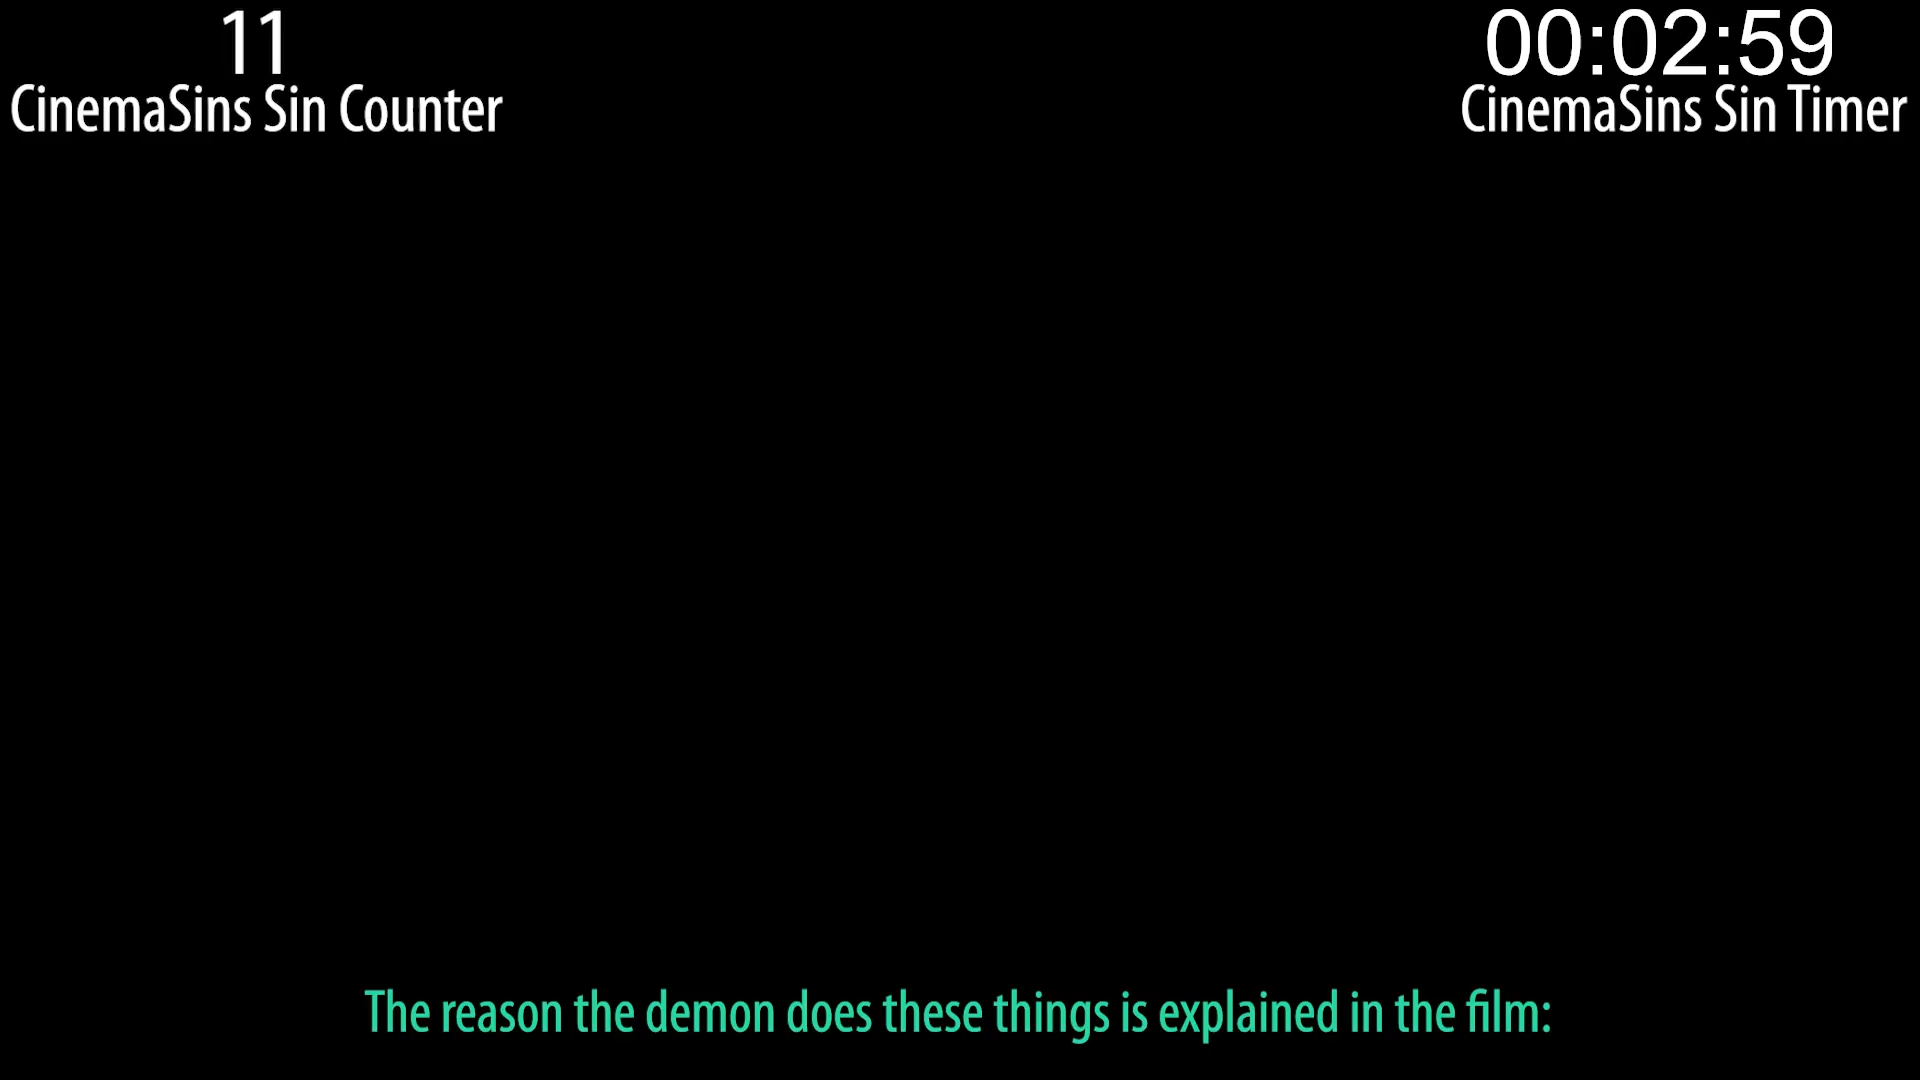 11
CinemaSins Sin Counter
00:02:59
CinemaSins Sin Timer
The reason the demon does these things is explained in the film: